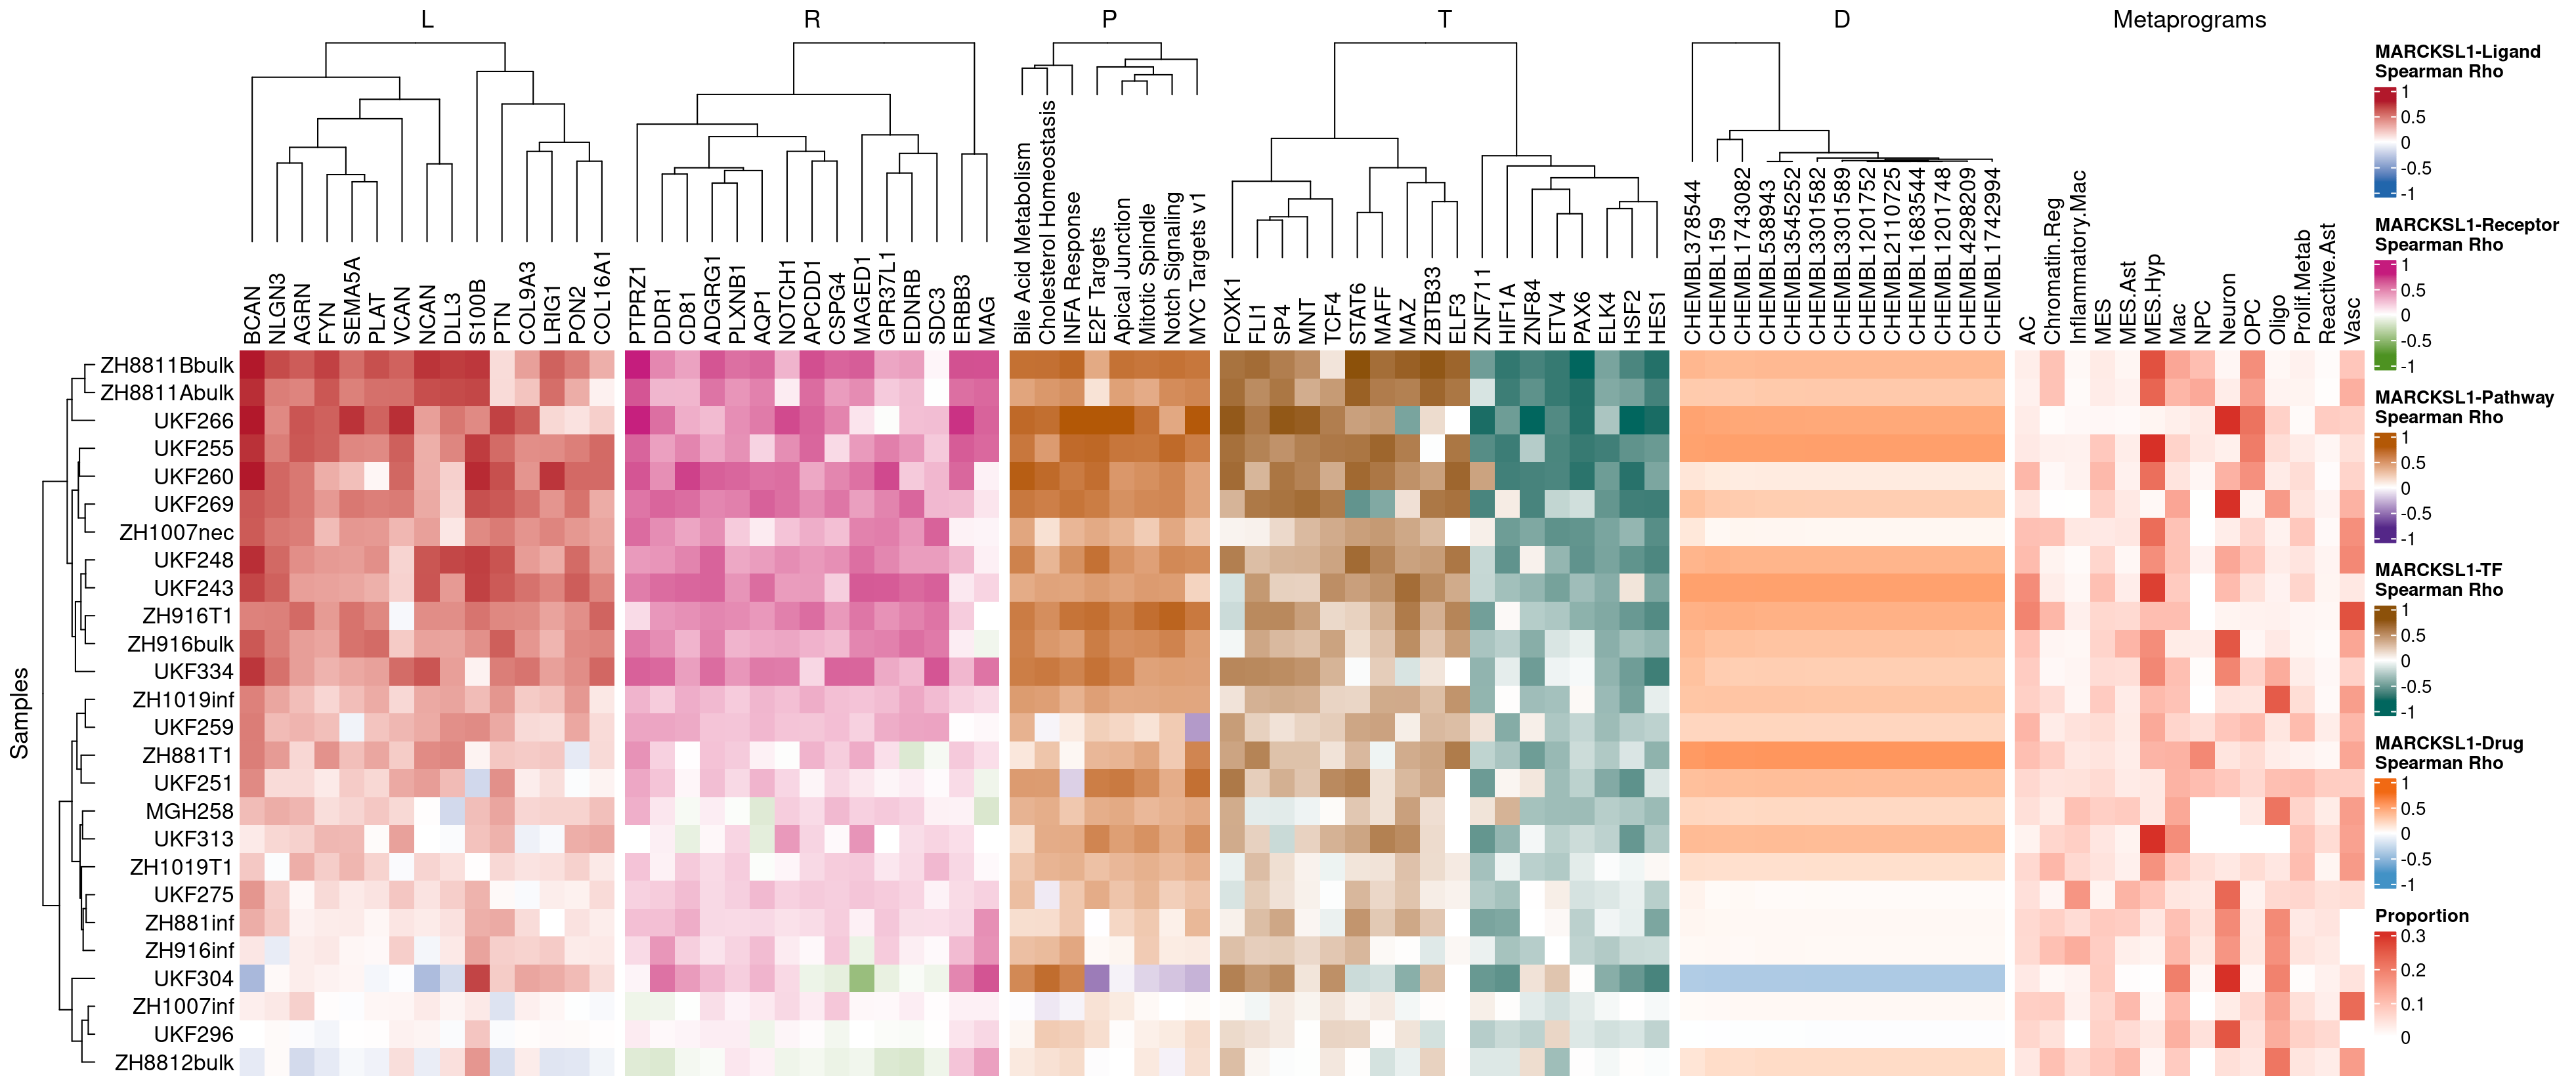 L R P T D Metaprograms
BCAN
NLGN3
AGRN
FYN
SEMA5A
PLAT
VCAN
NCAN
DLL3
S100B
PTN
COL9A3
LRIG1
PON2
COL16A1
PTPRZ1
DDR1
CD81
ADGRG1
PLXNB1
AQP1
NOTCH1
APCDD1
CSPG4
MAGED1
GPR37L1
EDNRB
SDC3
ERBB3
MAG
Bile Acid Metabolism
Cholesterol Homeostasis
INFA Response
E2F Targets
Apical Junction
Mitotic Spindle
Notch Signaling
MYC Targets v1
FOXK1
FLI1
SP4
MNT
TCF4
STAT6
MAFF
MAZ
ZBTB33
ELF3
ZNF711
HIF1A
ZNF84
ETV4
PAX6
ELK4
HSF2
HES1
CHEMBL378544
CHEMBL159
CHEMBL1743082
CHEMBL538943
CHEMBL3545252
CHEMBL3301582
CHEMBL3301589
CHEMBL1201752
CHEMBL2110725
CHEMBL1683544
CHEMBL1201748
CHEMBL4298209
CHEMBL1742994
AC
Chromatin.Reg
Inflammatory.Mac
MES
MES.Ast
MES.Hyp
Mac
NPC
Neuron
OPC
Oligo
Prolif.Metab
Reactive.Ast
Vasc
Samples
ZH8811Bbulk
ZH8811Abulk
UKF266
UKF255
UKF260
UKF269
ZH1007nec
UKF248
UKF243
ZH916T1
ZH916bulk
UKF334
ZH1019inf
UKF259
ZH881T1
UKF251
MGH258
UKF313
ZH1019T1
UKF275
ZH881inf
ZH916inf
UKF304
ZH1007inf
UKF296
ZH8812bulk
MARCKSL1-Ligand
Spearman Rho
1
0.5
0
-0.5
-1
MARCKSL1-Receptor
Spearman Rho
1
0.5
0
-0.5
-1
MARCKSL1-Pathway
Spearman Rho
1
0.5
0
-0.5
-1
MARCKSL1-TF
Spearman Rho
1
0.5
0
-0.5
-1
MARCKSL1-Drug
Spearman Rho
1
0.5
0
-0.5
-1
Proportion
0.3
0.2
0.1
0